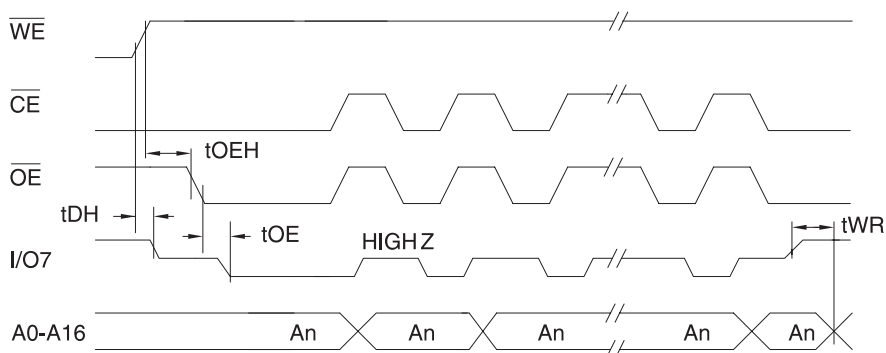 WE
CE
tOEH
OE
tDH
tOE
HIGH Z
tWR
I/O7
A0-A16 An An An An An